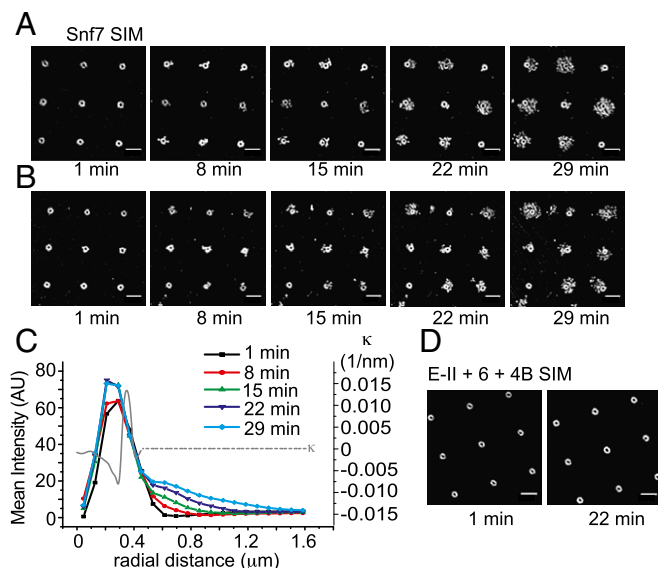 A
Snf7 SIM
1 min 8 min 15 min 22 min 29 min
B
1 min 8 min 15 min 22 min 29 min
C
Mean Intensity (AU)
80
60
40
20
0
0 0.4 0.8 1.2 1.6
radial distance (μm)
1 min
8 min
15 min
22 min
29 min
κ
(1/nm)
0.015
0.010
0.005
0
-0.005
-0.010
-0.015
κ
D
E-II + 6 + 4B SIM
1 min 22 min